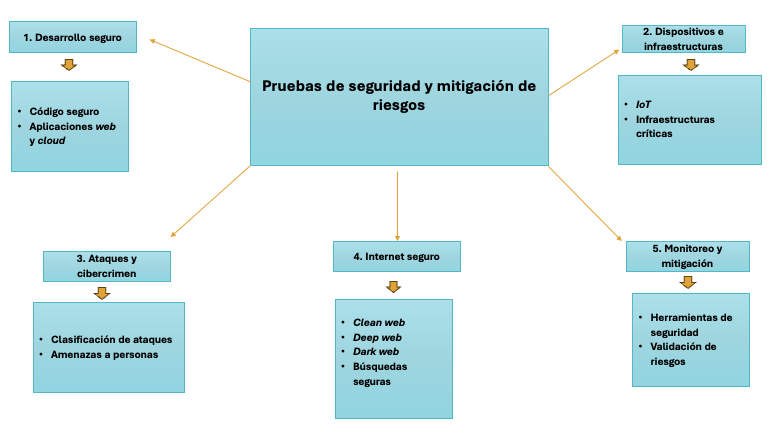 Pruebas de seguridad y mitigación de
riesgos
1. Desarrollo seguro
• Código seguro
• Aplicaciones web
y cloud
2. Dispositivos e
infraestructuras
• IoT
• Infraestructuras
críticas
3. Ataques y
cibercrimen
• Clasificación de ataques
• Amenazas a personas
4. Internet seguro
• Clean web
• Deep web
• Dark web
• Búsquedas
seguras
5. Monitoreo y
mitigación
• Herramientas de
seguridad
• Validación de
riesgos